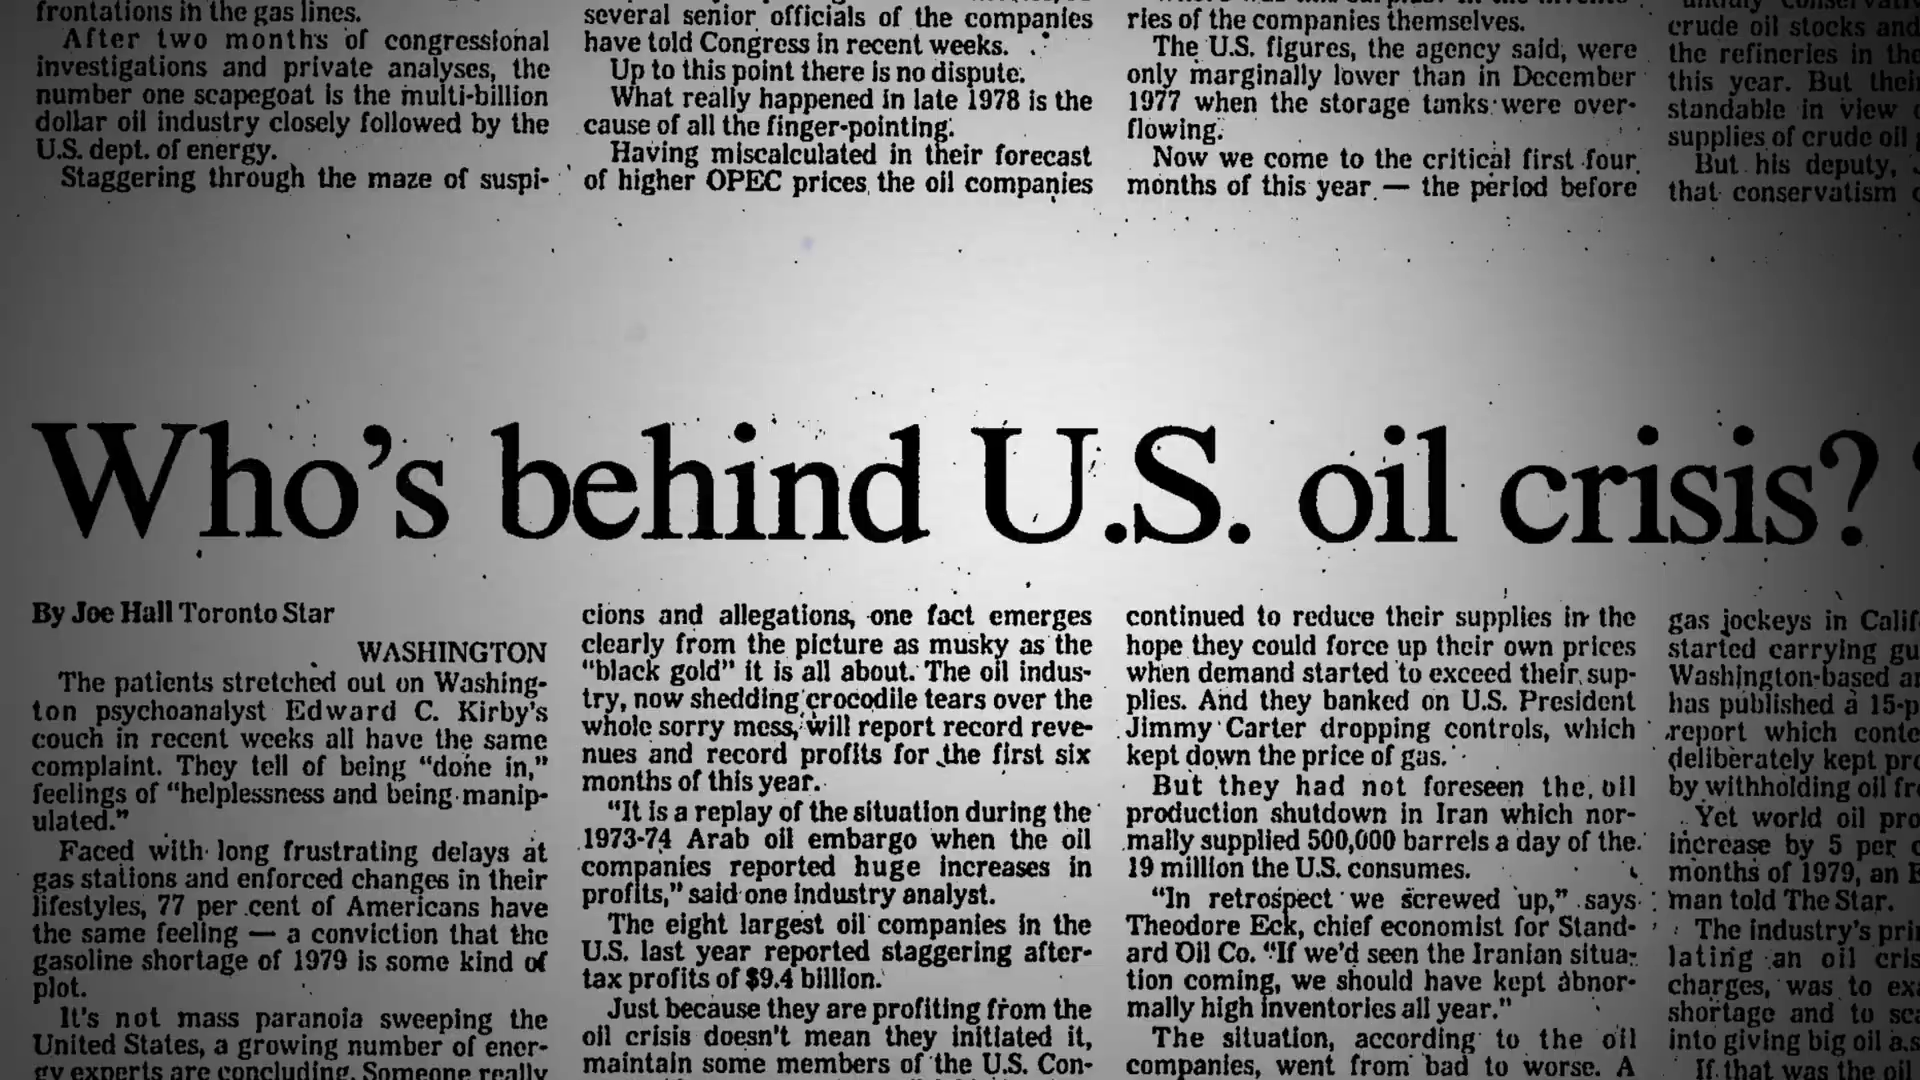 frontations in the gas lines.
After two months of congressional
investigations and private analyses, the
number one scapegoat is the multi-billion
dollar oil industry closely followed by the
U.S. dept. of energy.
Staggering through the maze of suspi-
several senior officials of the companies
have told Congress in recent weeks.
Up to this point there is no dispute.
What really happened in late 1978 is the
cause of all the finger-pointing.
Having miscalculated in their forecast
of higher OPEC prices the oil companies
ries of the companies themselves.
The U.S. figures, the agency said, were
only marginally lower than in December
1977 when the storage tanks were over-
flowing.
Now we come to the critical first four
months of this year — the period before
crude oil stocks and
the refineries in the
this year. But their
standable in view
supplies of crude oil
But his deputy,
that conservatism
Who's behind U.S. oil crisis?
By Joe Hall Toronto Star
WASHINGTON
The patients stretched out on Washing-
ton psychoanalyst Edward C. Kirby's
couch in recent weeks all have the same
complaint. They tell of being "done in,"
feelings of "helplessness and being manip-
ulated."
Faced with long frustrating delays at
gas stations and enforced changes in their
lifestyles, 77 per cent of Americans have
the same feeling — a conviction that the
gasoline shortage of 1979 is some kind of
plot.
It's not mass paranoia sweeping the
United States, a growing number of ener-
gy experts are concluding. Someone really
cions and allegations, one fact emerges
clearly from the picture as musky as the
"black gold" it is all about. The oil indus-
try, now shedding crocodile tears over the
whole sorry mess, will report record reve-
nues and record profits for the first six
months of this year.
"It is a replay of the situation during the
1973-74 Arab oil embargo when the oil
companies reported huge increases in
profits," said one industry analyst.
The eight largest oil companies in the
U.S. last year reported staggering after-
tax profits of $9.4 billion.
Just because they are profiting from the
oil crisis doesn't mean they initiated it,
maintain some members of the U.S. Con-
continued to reduce their supplies in the
hope they could force up their own prices
when demand started to exceed their sup-
plies. And they banked on U.S. President
Jimmy Carter dropping controls, which
kept down the price of gas.
But they had not foreseen the oil
production shutdown in Iran which nor-
mally supplied 500,000 barrels a day of the
19 million the U.S. consumes.
"In retrospect we screwed up," says
Theodore Eck, chief economist for Stand-
ard Oil Co. "If we'd seen the Iranian situa-
tion coming, we should have kept abnor-
mally high inventories all year."
The situation, according to the oil
companies, went from bad to worse. A
gas jockeys in Calif
started carrying gu
Washington-based
has published a 15-p
report which conte
deliberately kept
by withholding oil
Yet world oil pro
increase by 5 per
months of 1979, an
man told The Star.
The industry's pri
lating an oil cris
charges, was to ex
shortage and to sc
into giving big oil
If that was the oil